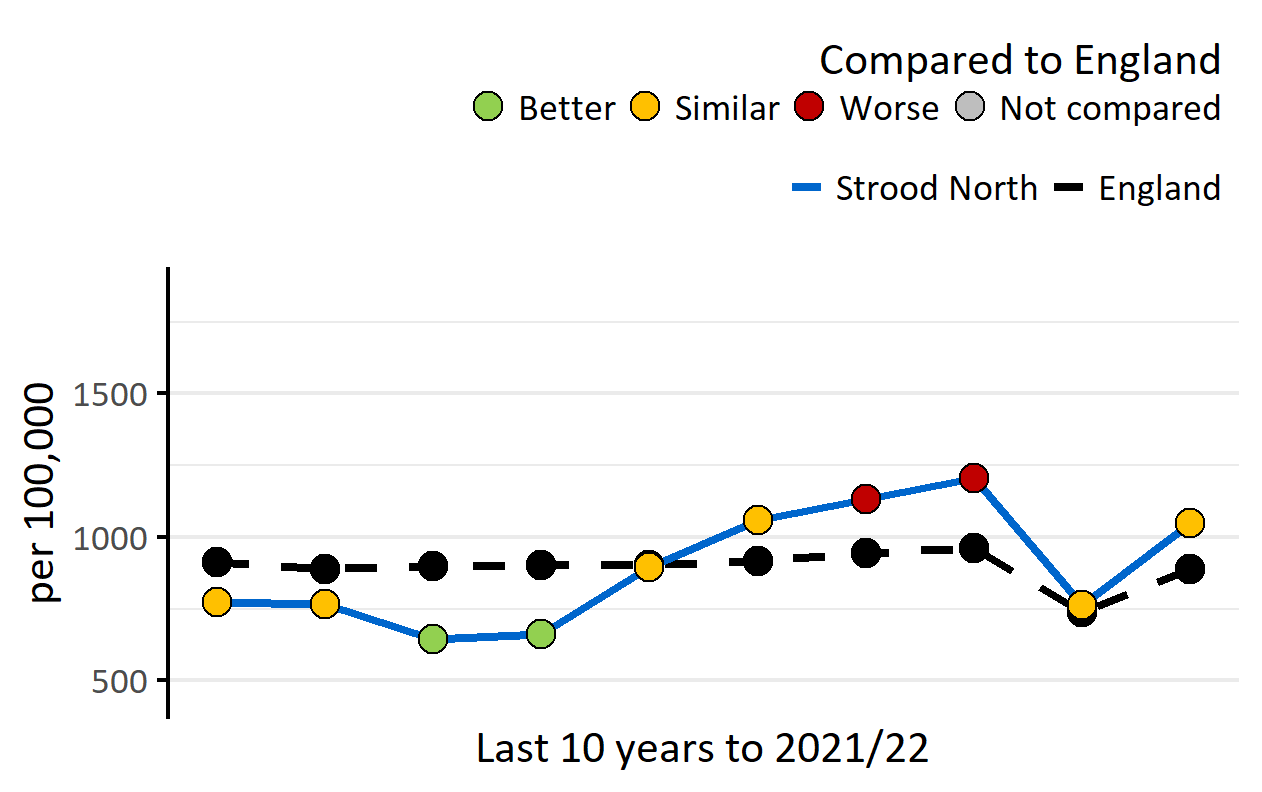 Compared to England
Better Similar Worse Not compared
Strood North England
per 100,000
1500
1000
500
Last 10 years to 2021/22